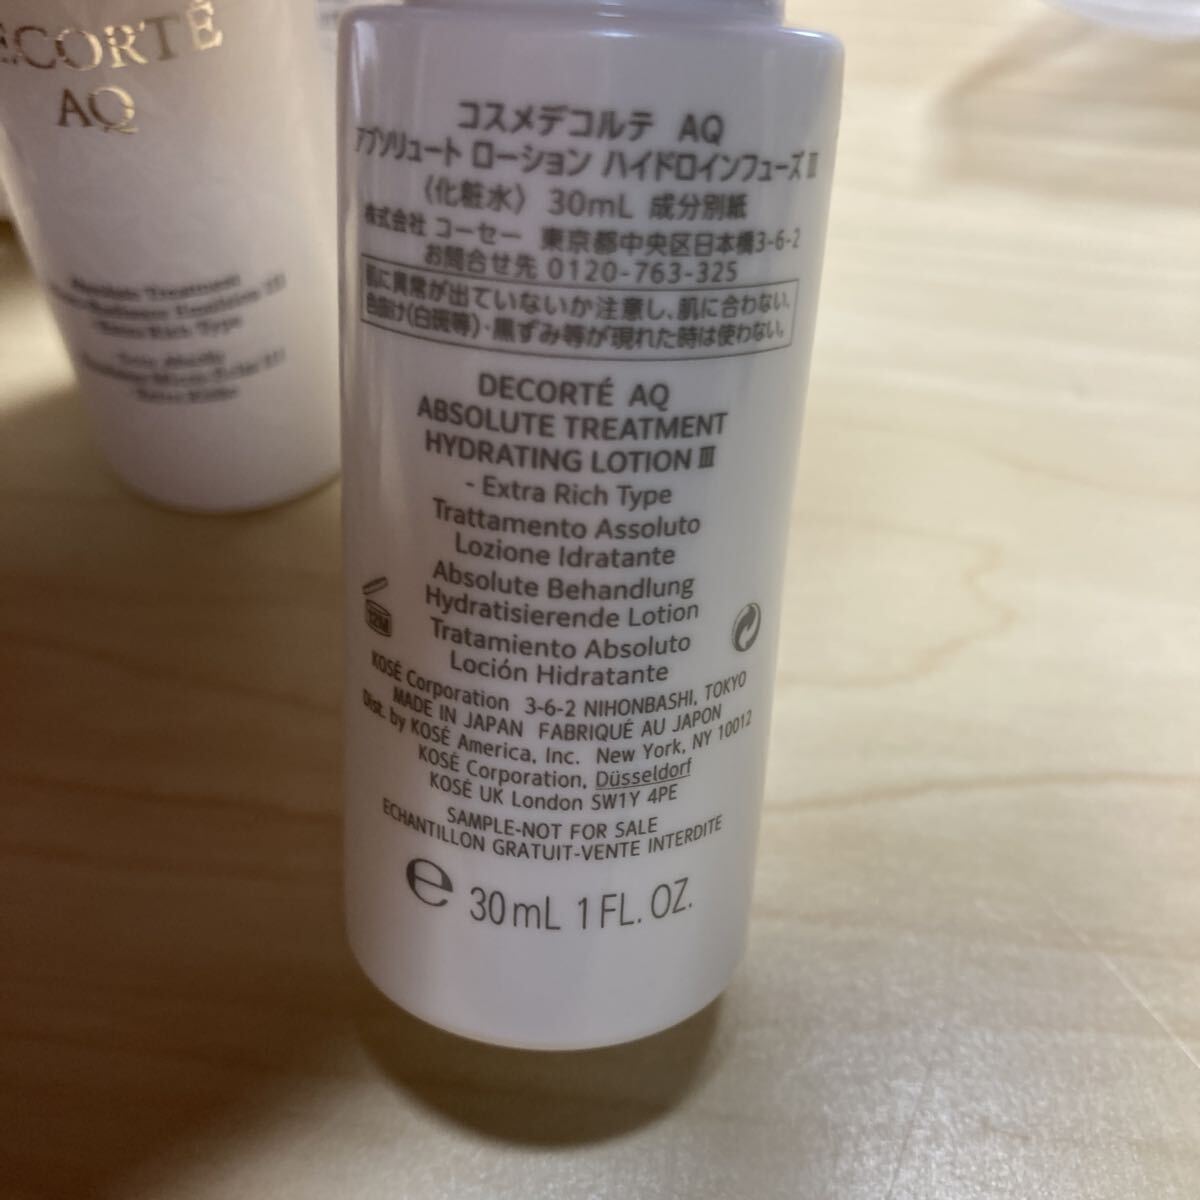 AQ
Absolute Treatment
Extra Rich Type
コスメデコルテ AQ
アブソリュート ローション ハイドロインフューズ III
〈化粧水〉 30mL 成分別紙
株式会社 コーセー 東京都中央区日本橋3-6-2
お問合せ先 0120-763-325
肌に異常が出ていないか注意し、肌に合わない、
色抜け(白斑等)・黒ずみ等が現れた時は使わない。
DECORTÉ AQ
ABSOLUTE TREATMENT
HYDRATING LOTION III
- Extra Rich Type
Trattamento Assoluto
Lozione Idratante
Absolute Behandlung
Hydratisierende Lotion
Tratamiento Absoluto
Loción Hidratante
12M
KOSÉ Corporation 3-6-2 NIHONBASHI, TOKYO
MADE IN JAPAN FABRIQUÉ AU JAPON
Dist. by KOSÉ America, Inc. New York, NY 10012
KOSÉ Corporation, Düsseldorf
KOSÉ UK London SW1Y 4PE
SAMPLE-NOT FOR SALE
ECHANTILLON GRATUIT-VENTE INTERDITE
e 30mL 1 FL. OZ.